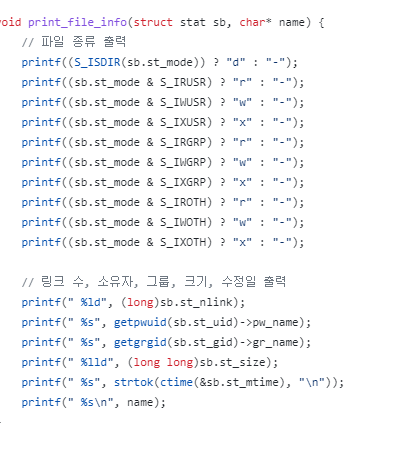 void print_file_info(struct stat sb, char* name) {
// 파일 종류 출력
printf((S_ISDIR(sb.st_mode)) ? "d" : "-");
printf((sb.st_mode & S_IRUSR) ? "r" : "-");
printf((sb.st_mode & S_IWUSR) ? "w" : "-");
printf((sb.st_mode & S_IXUSR) ? "x" : "-");
printf((sb.st_mode & S_IRGRP) ? "r" : "-");
printf((sb.st_mode & S_IWGRP) ? "w" : "-");
printf((sb.st_mode & S_IXGRP) ? "x" : "-");
printf((sb.st_mode & S_IROTH) ? "r" : "-");
printf((sb.st_mode & S_IWOTH) ? "w" : "-");
printf((sb.st_mode & S_IXOTH) ? "x" : "-");
// 링크 수, 소유자, 그룹, 크기, 수정일 출력
printf(" %ld", (long)sb.st_nlink);
printf(" %s", getpwuid(sb.st_uid)->pw_name);
printf(" %s", getgrgid(sb.st_gid)->gr_name);
printf(" %lld", (long long)sb.st_size);
printf(" %s", strtok(ctime(&sb.st_mtime), "\n"));
printf(" %s\n", name);